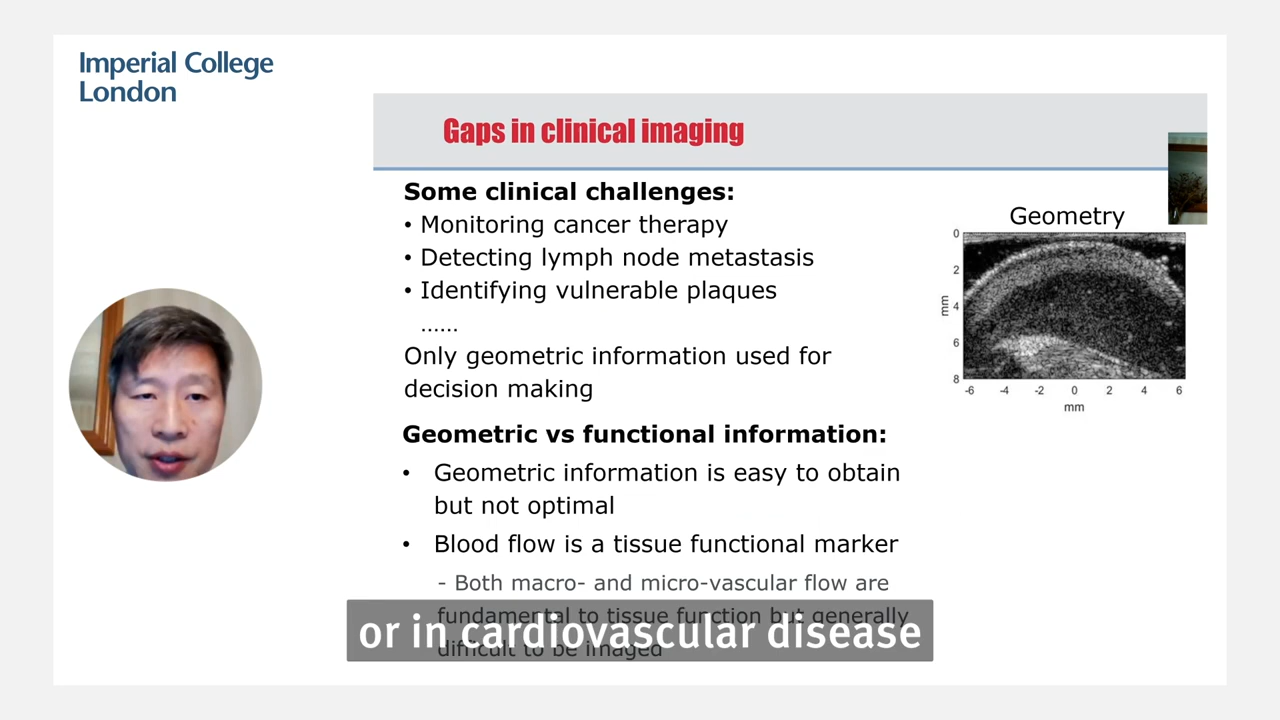 Imperial College
London
Gaps in clinical imaging
Some clinical challenges:
• Monitoring cancer therapy
• Detecting lymph node metastasis
• Identifying vulnerable plaques
......
Only geometric information used for
decision making
Geometric vs functional information:
• Geometric information is easy to obtain
but not optimal
• Blood flow is a tissue functional marker
- Both macro- and micro-vascular flow are
fundamental to tissue function but generally
difficult to be imaged
or in cardiovascular disease
Geometry
0
2
4
6
8
mm
-6 -4 -2 0 2 4 6
mm